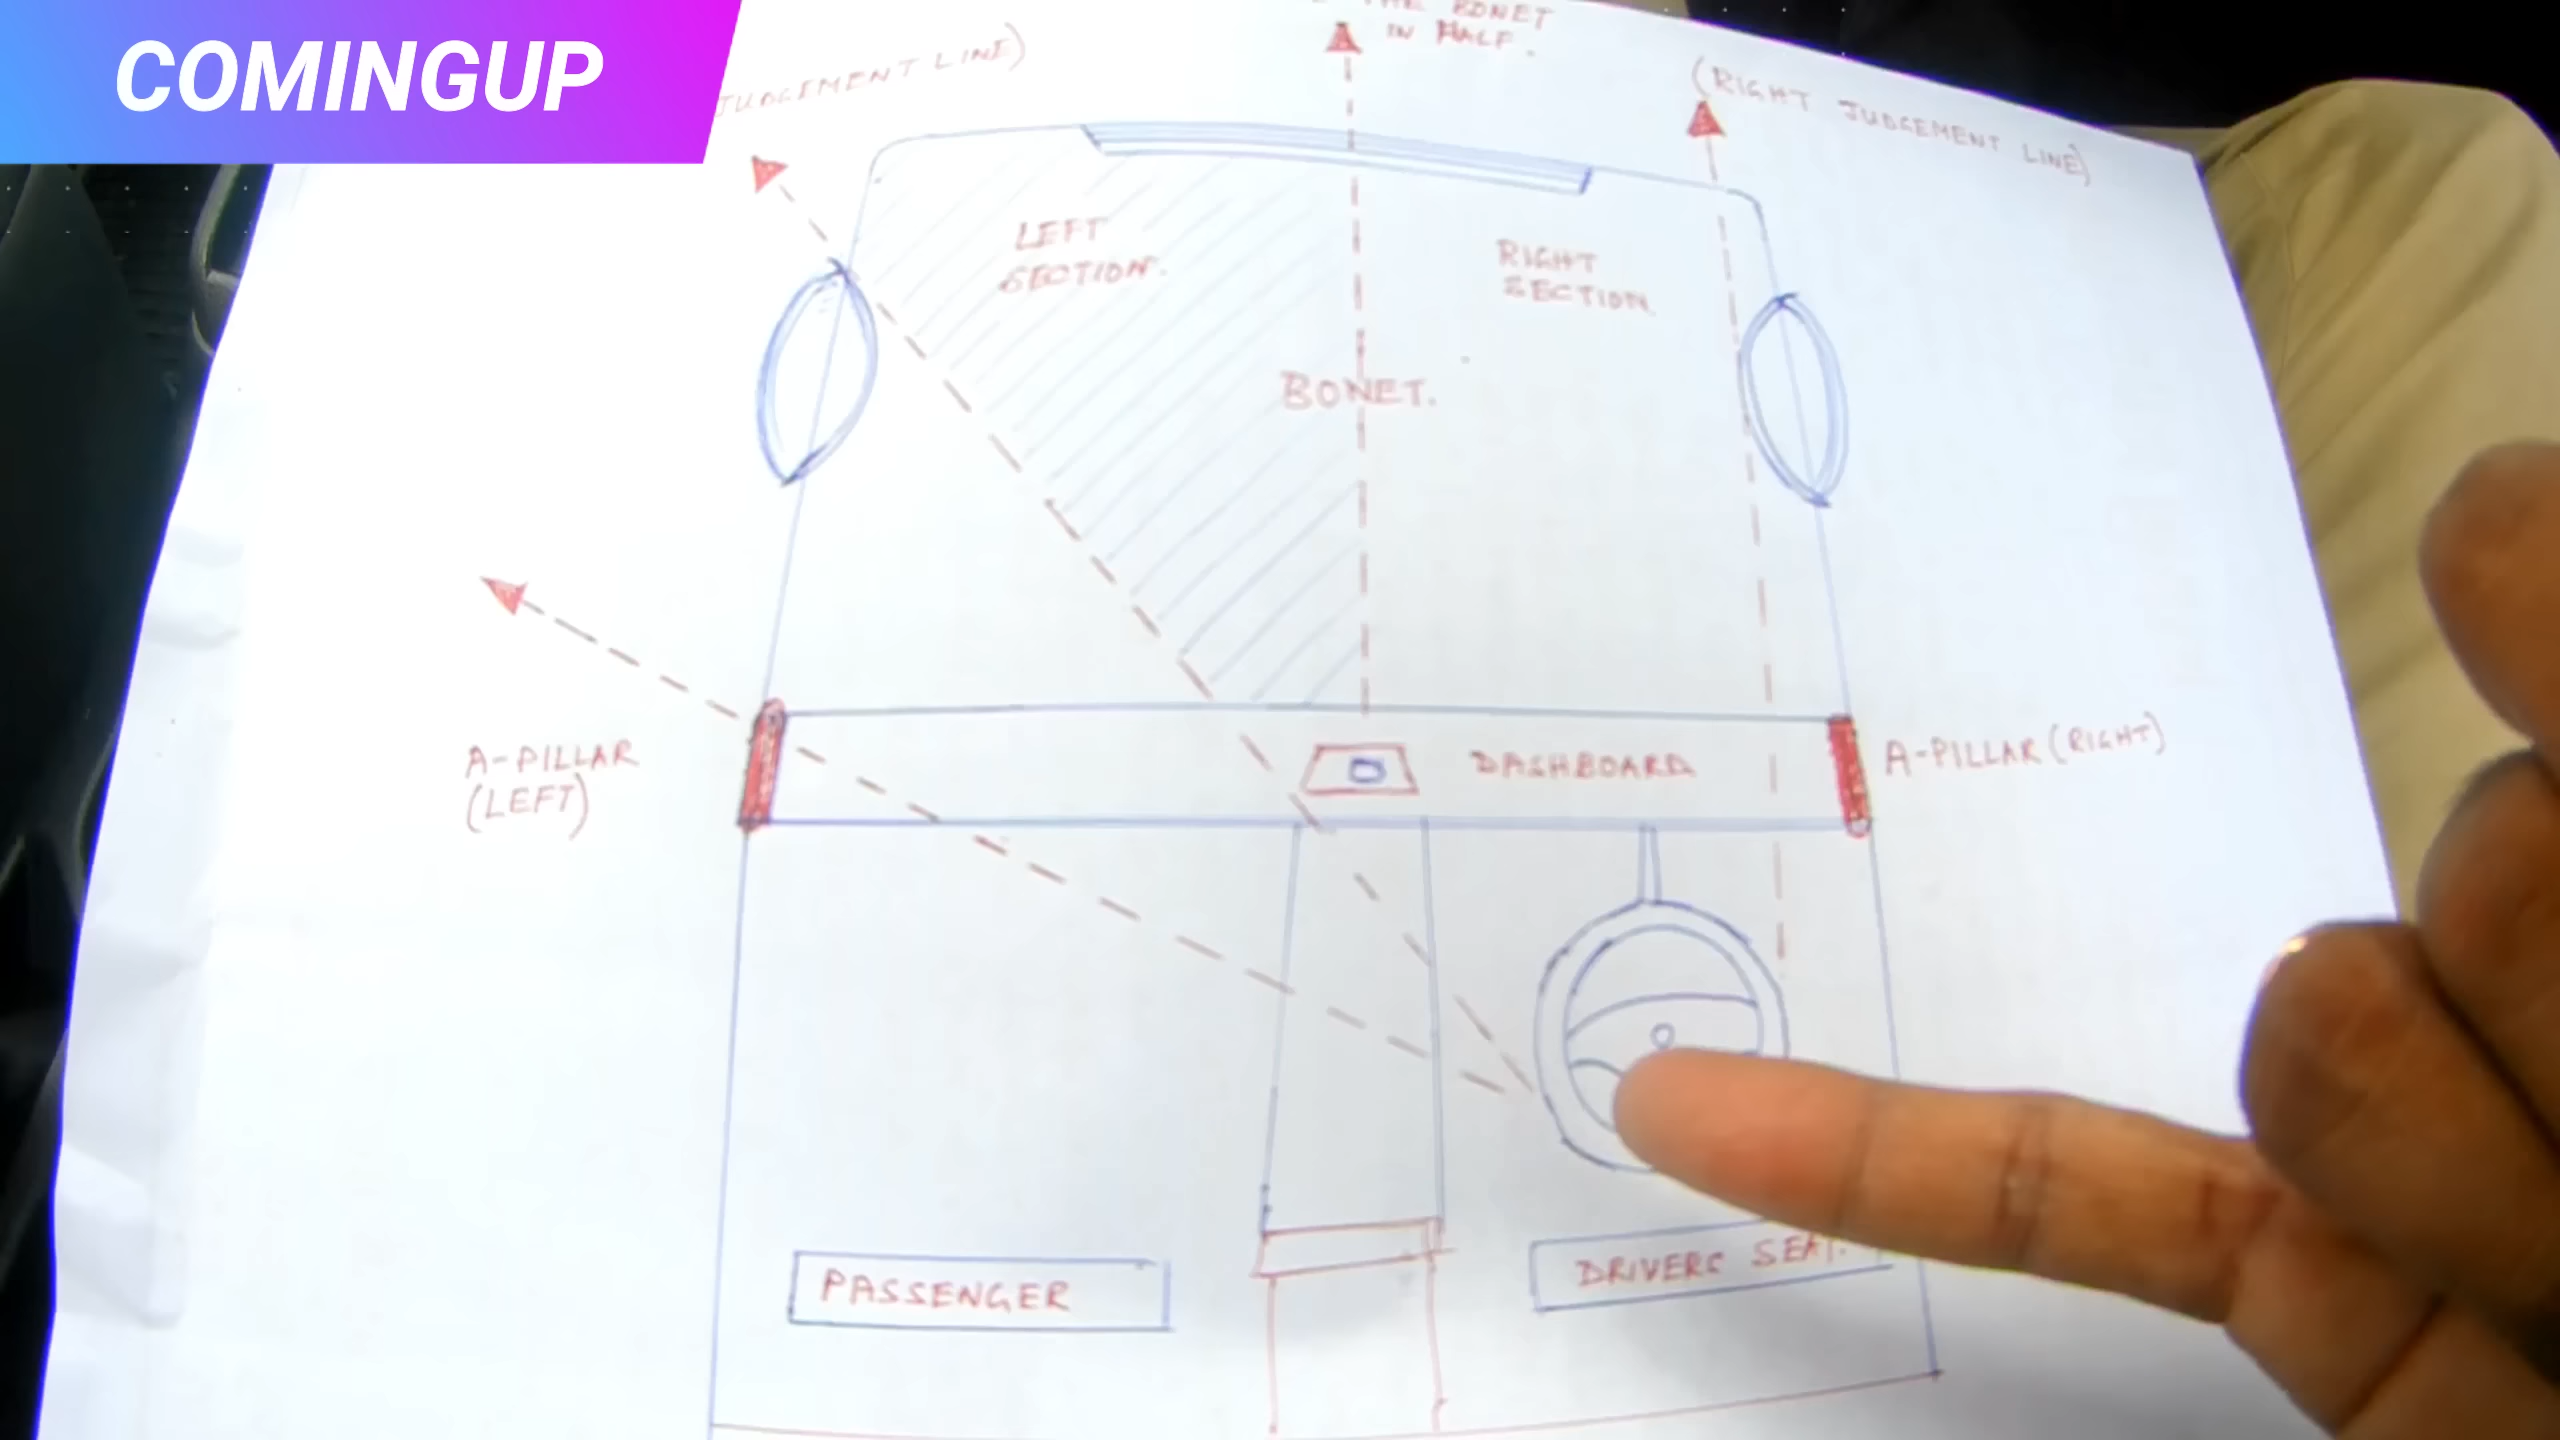 COMINGUP
THE BONET
IN HALF.
JUDGEMENT LINE)
(RIGHT JUDGEMENT LINE)
LEFT
SECTION.
RIGHT
SECTION.
BONET.
A-PILLAR
(LEFT)
DASHBOARD
A-PILLAR (RIGHT)
PASSENGER
DRIVERS SEAT.